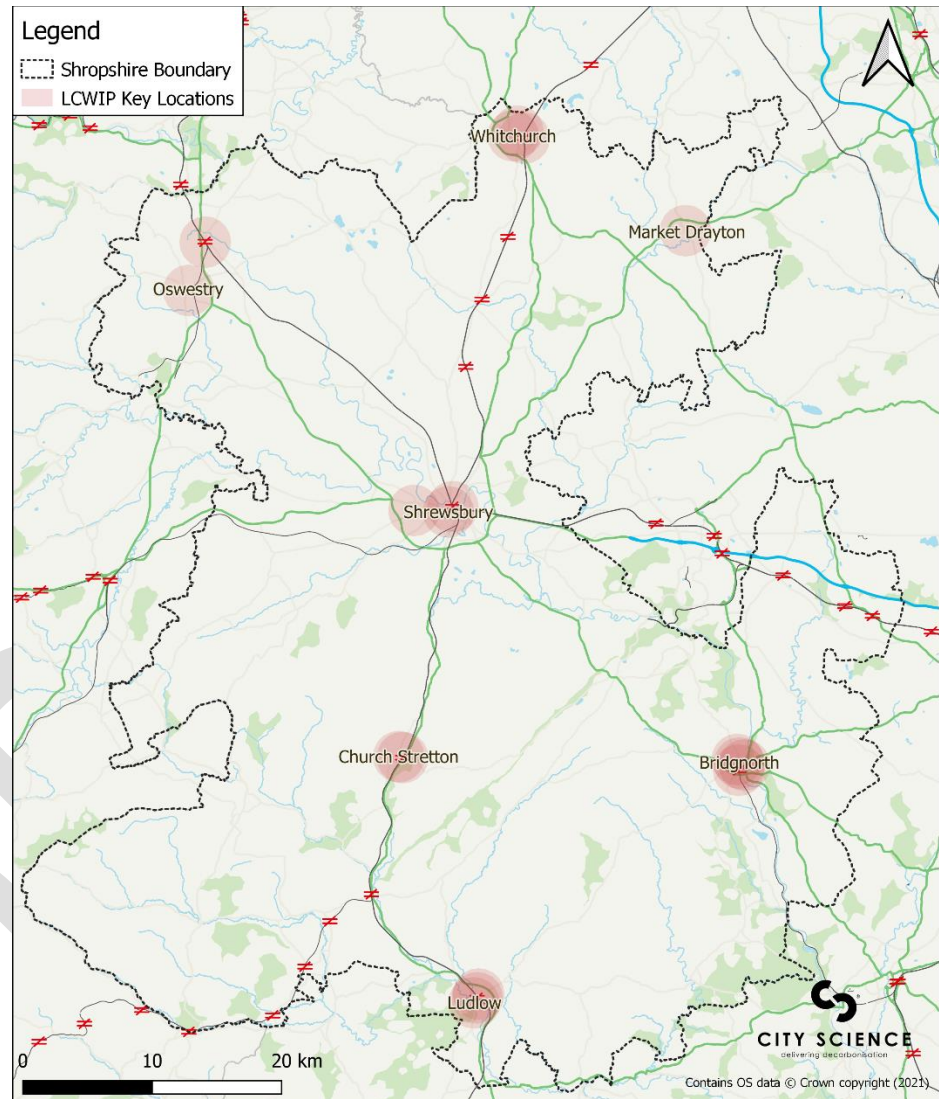 Legend
Shropshire Boundary
LCWIP Key Locations
Whitchurch
Market Drayton
Oswestry
Shrewsbury
Church Stretton
Bridgnorth
Ludlow
CITY SCIENCE
delivering decarbonisation
0 10 20 km
Contains OS data © Crown copyright (2021)